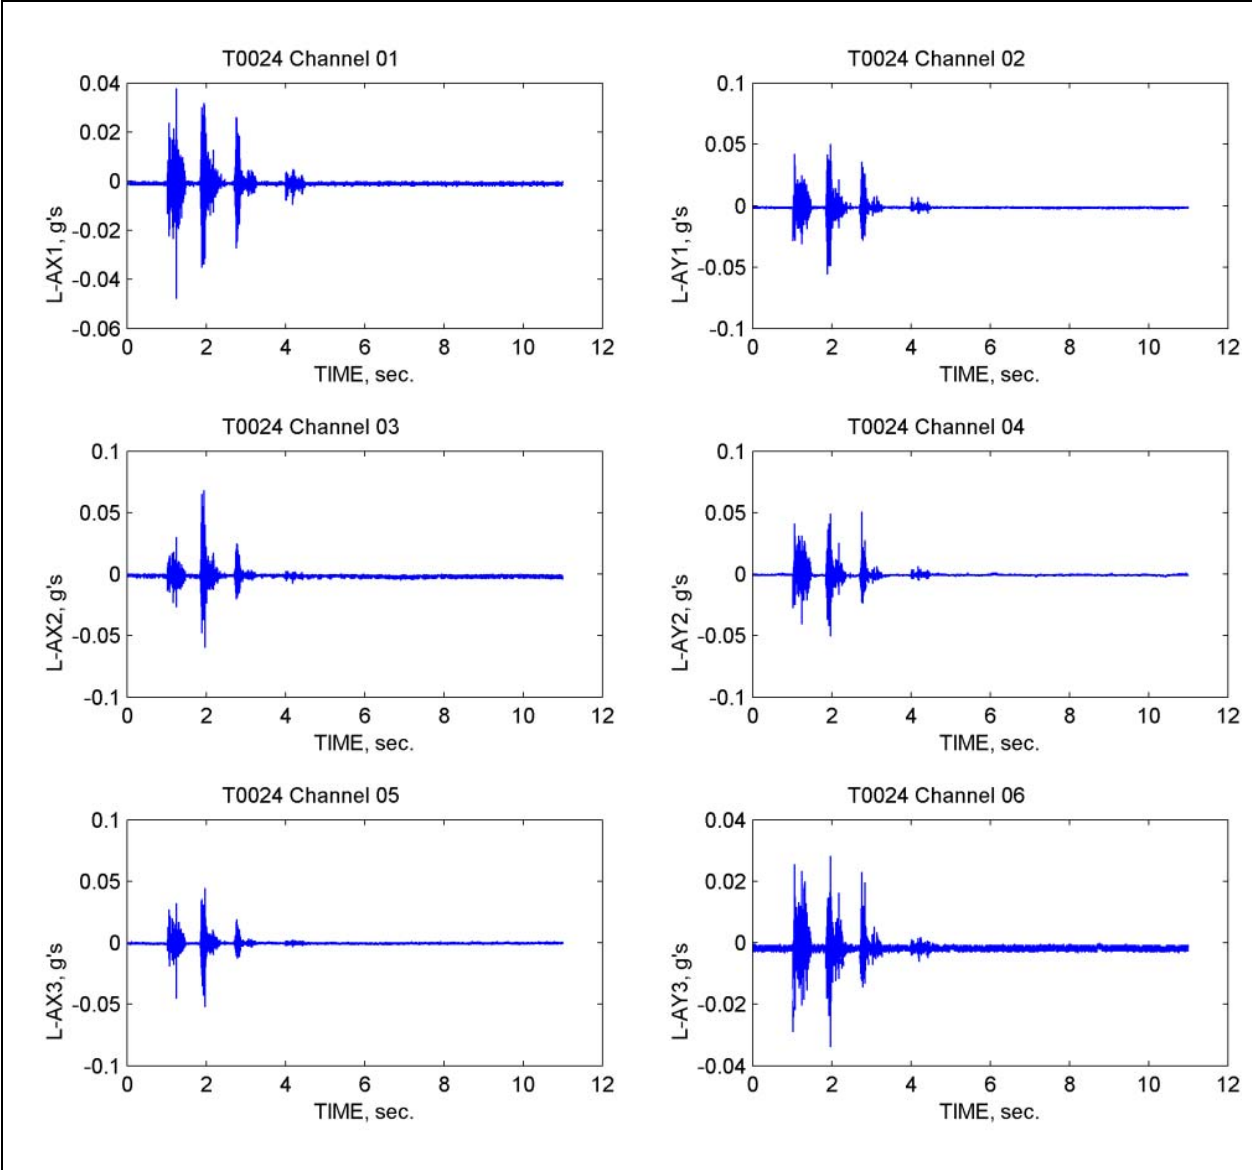 T0024 Channel 01
0.04
0.02
0
-0.02
-0.04
-0.06
L-AX1, g's
0 2 4 6 8 10 12
TIME, sec.
T0024 Channel 02
0.1
0.05
0
-0.05
-0.1
L-AY1, g's
0 2 4 6 8 10 12
TIME, sec.
T0024 Channel 03
0.1
0.05
0
-0.05
-0.1
L-AX2, g's
0 2 4 6 8 10 12
TIME, sec.
T0024 Channel 04
0.1
0.05
0
-0.05
-0.1
L-AY2, g's
0 2 4 6 8 10 12
TIME, sec.
T0024 Channel 05
0.1
0.05
0
-0.05
-0.1
L-AX3, g's
0 2 4 6 8 10 12
TIME, sec.
T0024 Channel 06
0.04
0.02
0
-0.02
-0.04
L-AY3, g's
0 2 4 6 8 10 12
TIME, sec.